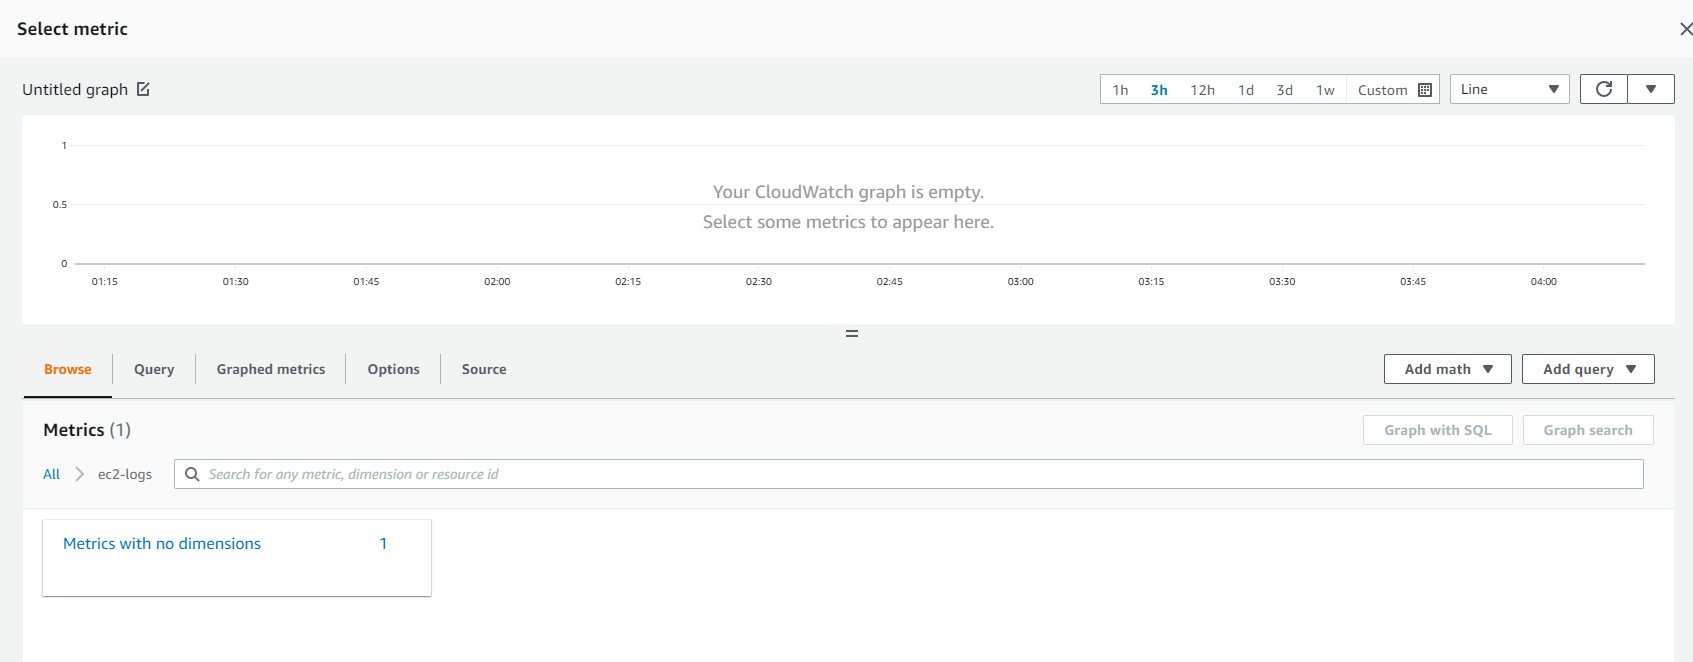 Select metric
Untitled graph
1h 3h 12h 1d 3d 1w Custom Line
1
0.5
0
Your CloudWatch graph is empty.
Select some metrics to appear here.
01:15 01:30 01:45 02:00 02:15 02:30 02:45 03:00 03:15 03:30 03:45 04:00
Browse Query Graphed metrics Options Source Add math Add query
Metrics (1) Graph with SQL Graph search
All ec2-logs Search for any metric, dimension or resource id
Metrics with no dimensions 1